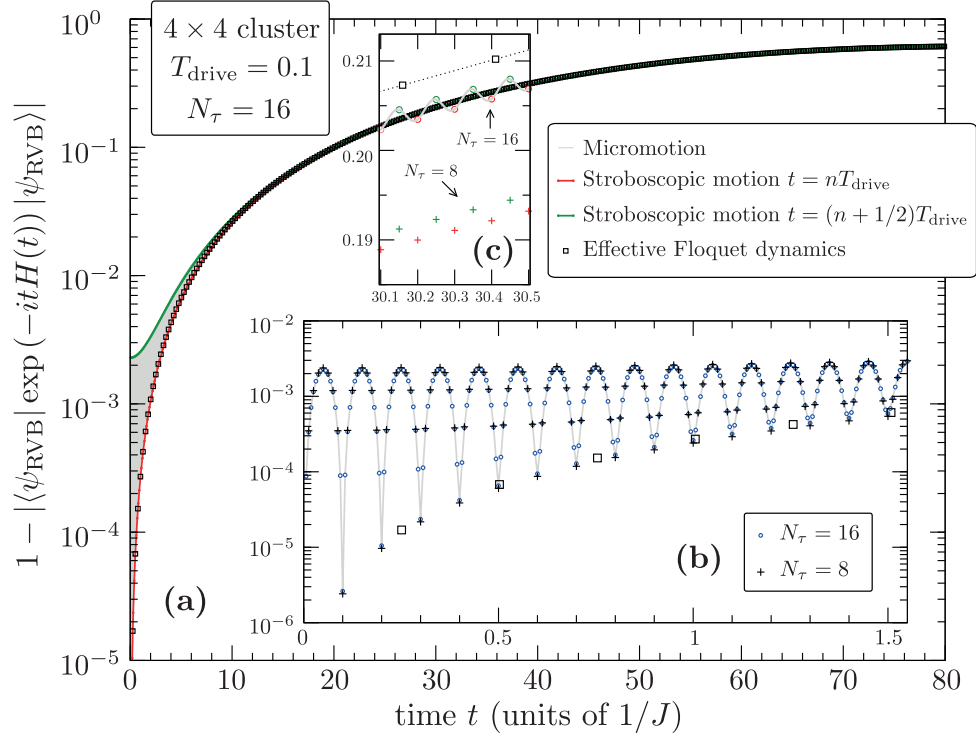 10^0
10^{-1}
10^{-2}
10^{-3}
10^{-4}
10^{-5}
1 − |⟨ψ_RVB| exp (−itH(t)) |ψ_RVB⟩|
4 × 4 cluster
T_drive = 0.1
N_τ = 16
0.21
0.20
0.19
N_τ = 16
N_τ = 8
(c)
30.1 30.2 30.3 30.4 30.5
Micromotion
Stroboscopic motion t = nT_drive
Stroboscopic motion t = (n + 1/2)T_drive
Effective Floquet dynamics
10^{-2}
10^{-3}
10^{-4}
10^{-5}
10^{-6}
(b)
N_τ = 16
N_τ = 8
0 0.5 1 1.5
(a)
0 10 20 30 40 50 60 70 80
time t (units of 1/J)